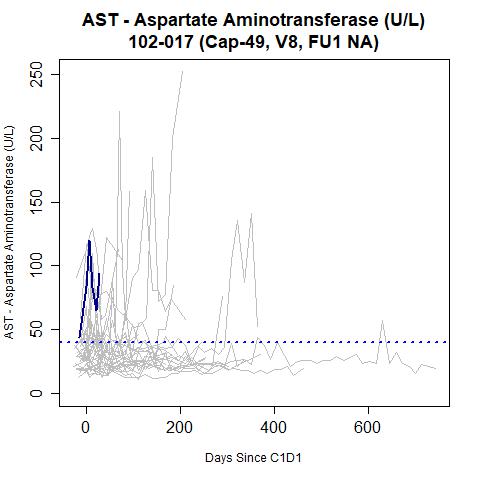 AST - Aspartate Aminotransferase (U/L)
102-017 (Cap-49, V8, FU1 NA)
AST - Aspartate Aminotransferase (U/L)
250
200
150
100
50
0
0 200 400 600
Days Since C1D1